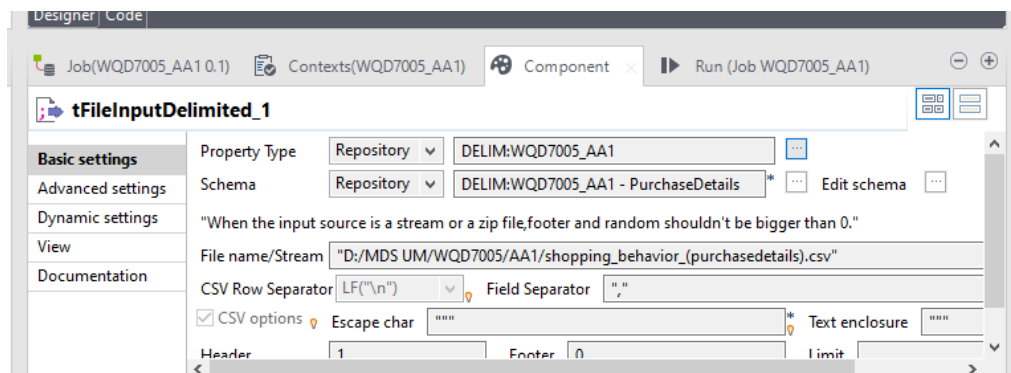 Designer Code
Job(WQD7005_AA1 0.1) Contexts(WQD7005_AA1) Component Run (Job WQD7005_AA1)
tFileInputDelimited_1
Basic settings
Advanced settings
Dynamic settings
View
Documentation
Property Type Repository DELIM:WQD7005_AA1 ...
Schema Repository DELIM:WQD7005_AA1 - PurchaseDetails * ... Edit schema ...
"When the input source is a stream or a zip file,footer and random shouldn't be bigger than 0."
File name/Stream "D:/MDS UM/WQD7005/AA1/shopping_behavior_(purchasedetails).csv"
CSV Row Separator LF("\n") Field Separator ","
CSV options Escape char """ * Text enclosure """
Header 1 Footer 0 Limit